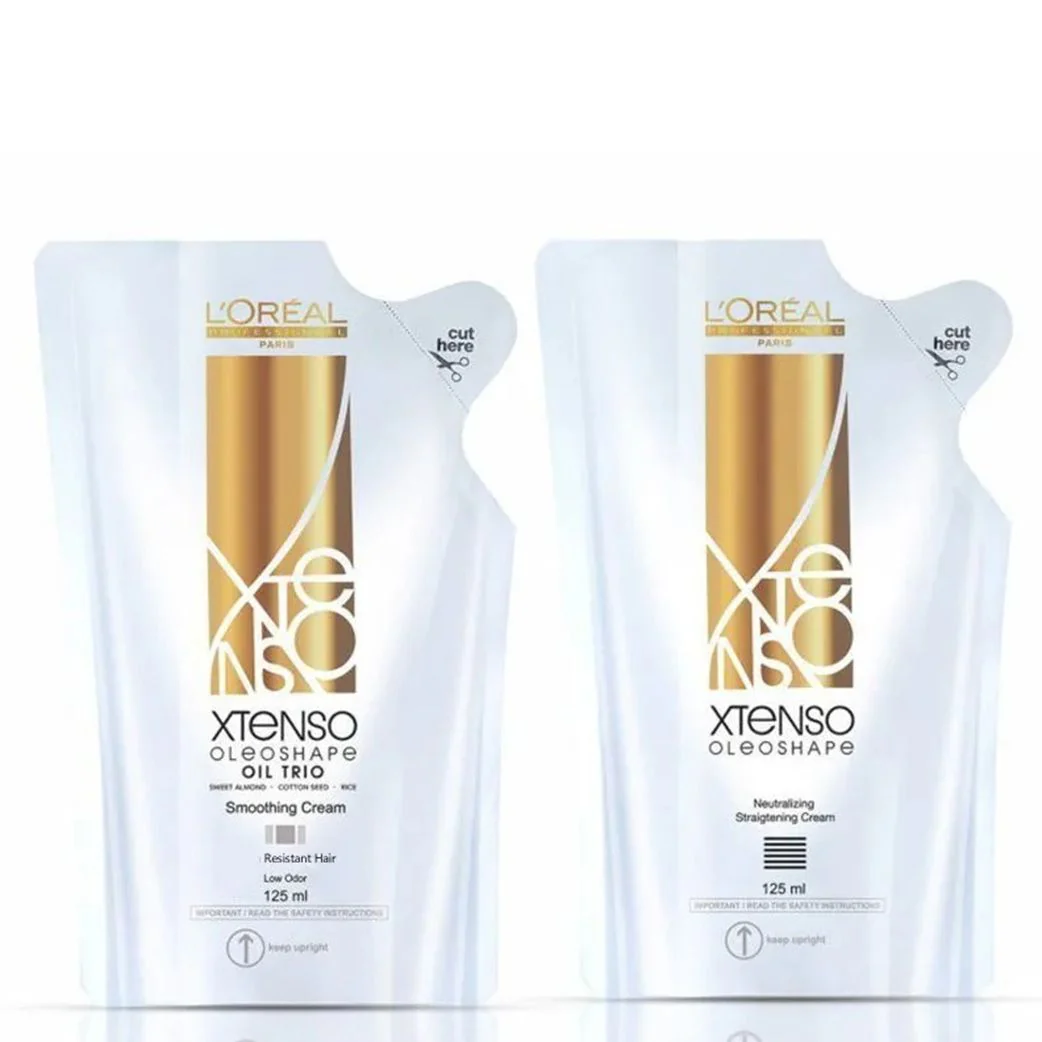 L'ORÉAL
PROFESSIONNEL
PARIS
cut
here
XTENSO
XTENSO
OLEOSHAPE
OIL TRIO
SWEET ALMOND - COTTON SEED - RICE
Smoothing Cream
Resistant Hair
Low Odor
125 ml
IMPORTANT / READ THE SAFETY INSTRUCTIONS
keep upright
L'ORÉAL
PROFESSIONNEL
PARIS
cut
here
XTENSO
XTENSO
OLEOSHAPE
Neutralizing
Straigtening Cream
125 ml
IMPORTANT / READ THE SAFETY INSTRUCTIONS
keep upright